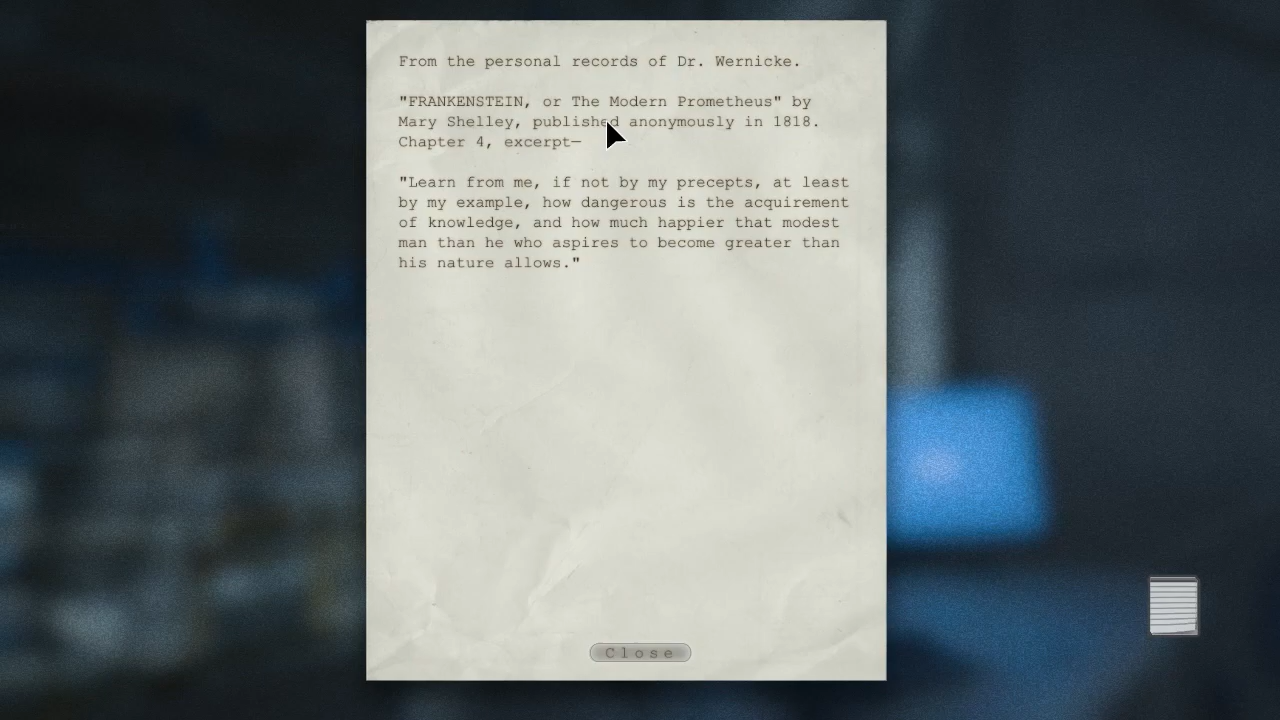 From the personal records of Dr. Wernicke.
"FRANKENSTEIN, or The Modern Prometheus" by
Mary Shelley, published anonymously in 1818.
Chapter 4, excerpt—
"Learn from me, if not by my precepts, at least
by my example, how dangerous is the acquirement
of knowledge, and how much happier that modest
man than he who aspires to become greater than
his nature allows."
Close